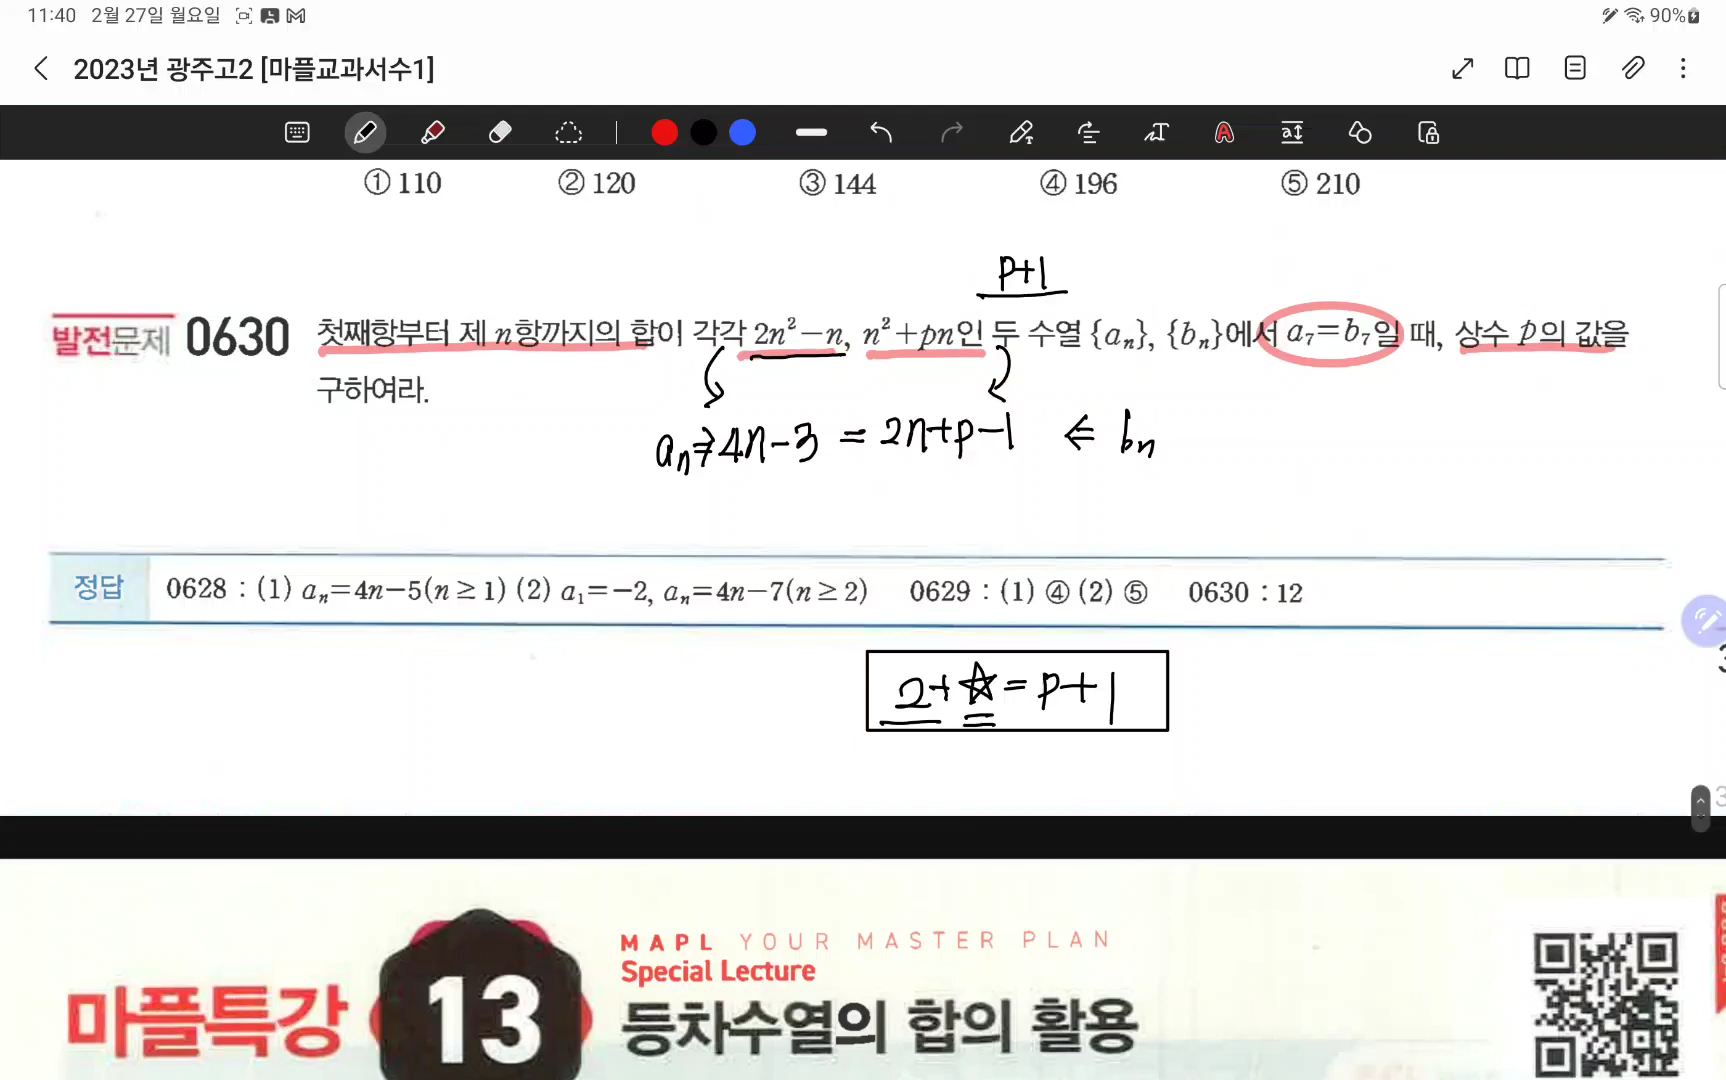 11:40 2월 27일 월요일
90%
2023년 광주고2 [마플교과서수1]
① 110 ② 120 ③ 144 ④ 196 ⑤ 210
p+1
발전문제 0630 첫째항부터 제 n항까지의 합이 각각 2n²−n, n²+pn인 두 수열 {aₙ}, {bₙ}에서 a₇=b₇일 때, 상수 p의 값을
구하여라.
aₙ⇒4n−3 = 2n+p−1 ⇐ bₙ
정답 0628 : (1) aₙ=4n−5(n≥1) (2) a₁=−2, aₙ=4n−7(n≥2) 0629 : (1) ④ (2) ⑤ 0630 : 12
2+☆=p+1
MAPL YOUR MASTER PLAN
Special Lecture
마플특강 13 등차수열의 합의 활용